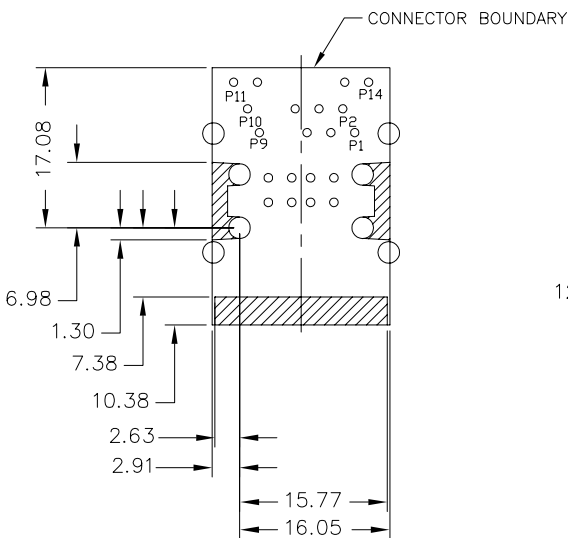 CONNECTOR BOUNDARY
P11
P14
P10
P2
P9
P1
17.08
6.98
1.30
7.38
10.38
2.63
2.91
15.77
16.05